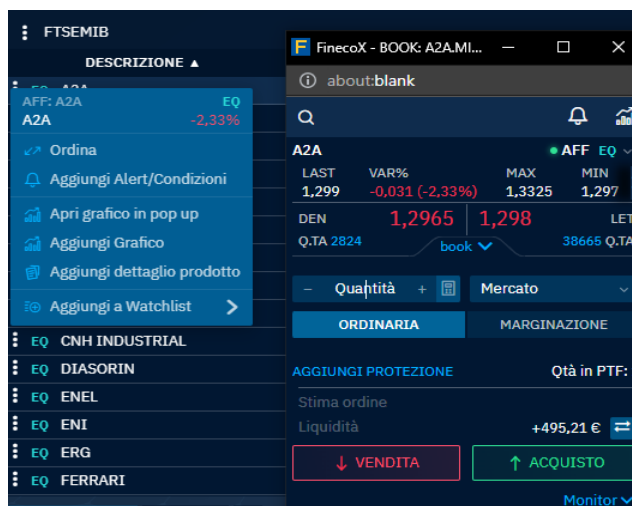 FTSEMIB
DESCRIZIONE ▲
AFF: A2A EQ
A2A -2,33%
Ordina
Aggiungi Alert/Condizioni
Apri grafico in pop up
Aggiungi Grafico
Aggiungi dettaglio prodotto
Aggiungi a Watchlist
EQ CNH INDUSTRIAL
EQ DIASORIN
EQ ENEL
EQ ENI
EQ ERG
EQ FERRARI
FinecoX - BOOK: A2A.MI...
about:blank
A2A AFF EQ
LAST VAR% MAX MIN
1,299 -0,031 (-2,33%) 1,3325 1,297
DEN 1,2965 1,298 LET
Q.TA 2824 book 38665 Q.TA
- Quantità + Mercato
ORDINARIA MARGINAZIONE
AGGIUNGI PROTEZIONE Qtà in PTF:
Stima ordine
Liquidità +495,21 €
↓ VENDITA ↑ ACQUISTO
Monitor